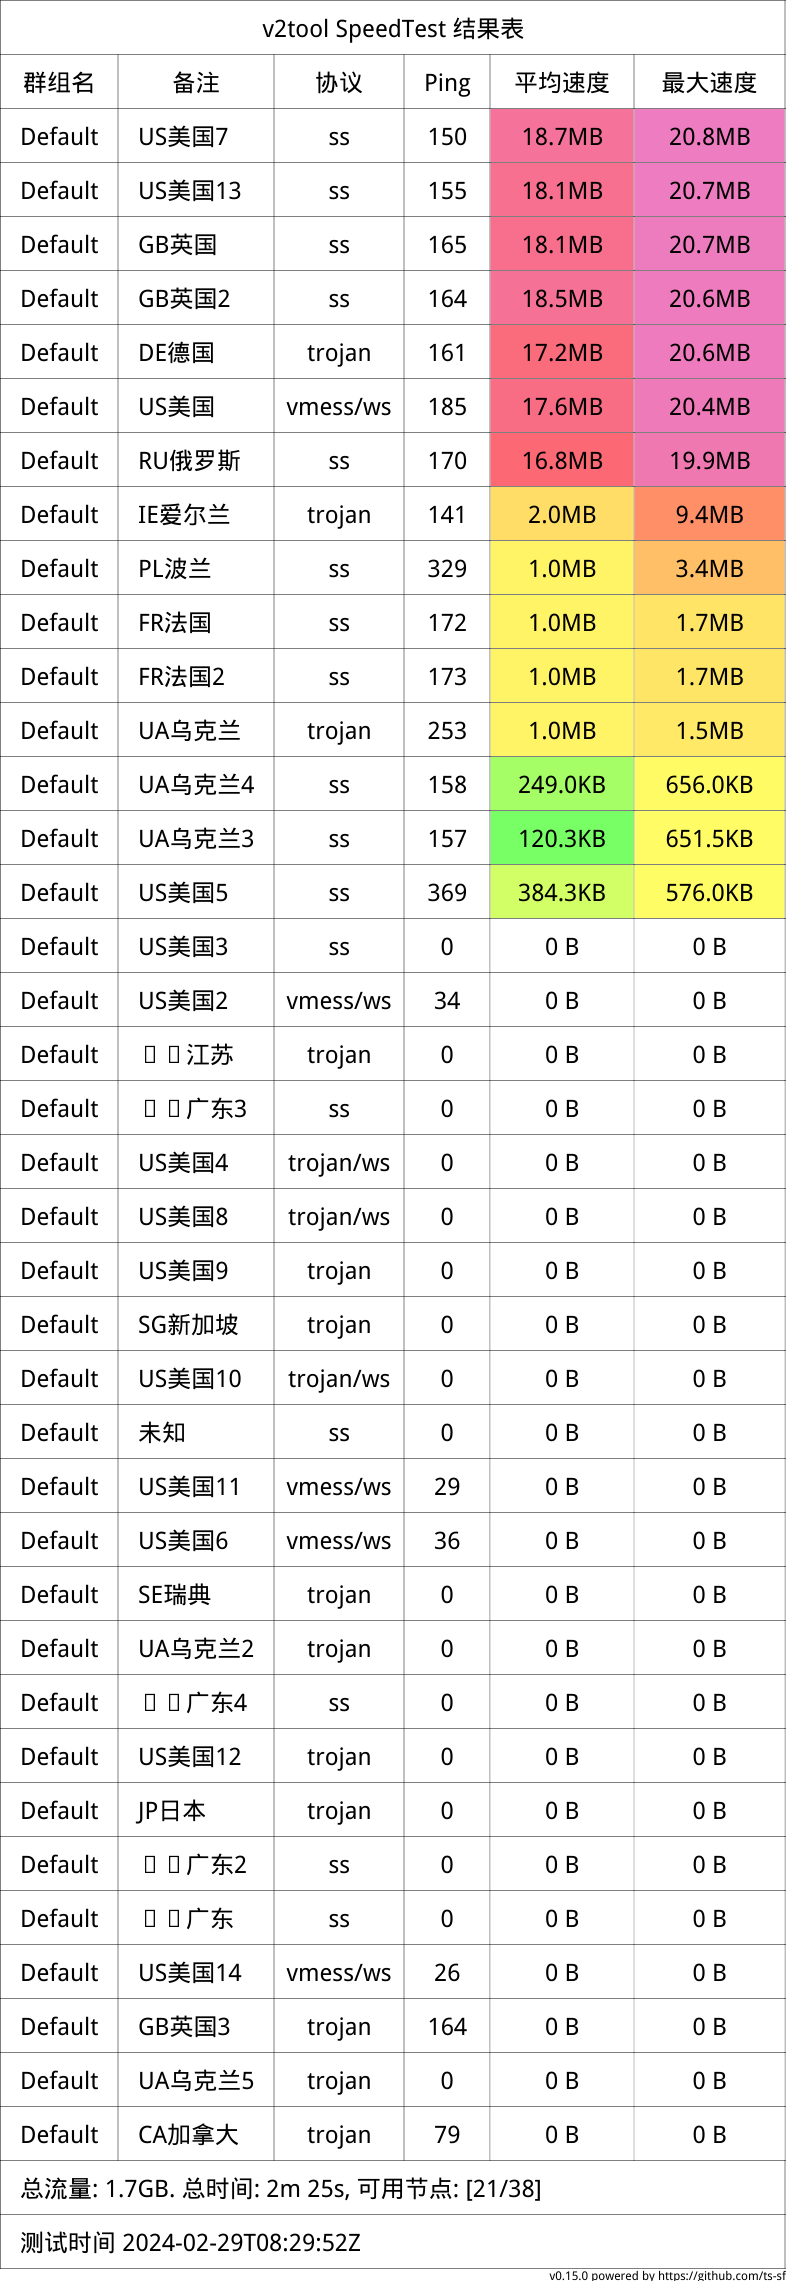 v2tool SpeedTest 结果表
群组名 备注 协议 Ping 平均速度 最大速度
Default US美国7 ss 150 18.7MB 20.8MB
Default US美国13 ss 155 18.1MB 20.7MB
Default GB英国 ss 165 18.1MB 20.7MB
Default GB英国2 ss 164 18.5MB 20.6MB
Default DE德国 trojan 161 17.2MB 20.6MB
Default US美国 vmess/ws 185 17.6MB 20.4MB
Default RU俄罗斯 ss 170 16.8MB 19.9MB
Default IE爱尔兰 trojan 141 2.0MB 9.4MB
Default PL波兰 ss 329 1.0MB 3.4MB
Default FR法国 ss 172 1.0MB 1.7MB
Default FR法国2 ss 173 1.0MB 1.7MB
Default UA乌克兰 trojan 253 1.0MB 1.5MB
Default UA乌克兰4 ss 158 249.0KB 656.0KB
Default UA乌克兰3 ss 157 120.3KB 651.5KB
Default US美国5 ss 369 384.3KB 576.0KB
Default US美国3 ss 0 0 B 0 B
Default US美国2 vmess/ws 34 0 B 0 B
Default 江苏 trojan 0 0 B 0 B
Default 广东3 ss 0 0 B 0 B
Default US美国4 trojan/ws 0 0 B 0 B
Default US美国8 trojan/ws 0 0 B 0 B
Default US美国9 trojan 0 0 B 0 B
Default SG新加坡 trojan 0 0 B 0 B
Default US美国10 trojan/ws 0 0 B 0 B
Default 未知 ss 0 0 B 0 B
Default US美国11 vmess/ws 29 0 B 0 B
Default US美国6 vmess/ws 36 0 B 0 B
Default SE瑞典 trojan 0 0 B 0 B
Default UA乌克兰2 trojan 0 0 B 0 B
Default 广东4 ss 0 0 B 0 B
Default US美国12 trojan 0 0 B 0 B
Default JP日本 trojan 0 0 B 0 B
Default 广东2 ss 0 0 B 0 B
Default 广东 ss 0 0 B 0 B
Default US美国14 vmess/ws 26 0 B 0 B
Default GB英国3 trojan 164 0 B 0 B
Default UA乌克兰5 trojan 0 0 B 0 B
Default CA加拿大 trojan 79 0 B 0 B
总流量: 1.7GB. 总时间: 2m 25s, 可用节点: [21/38]
测试时间 2024-02-29T08:29:52Z
v0.15.0 powered by https://github.com/ts-sf